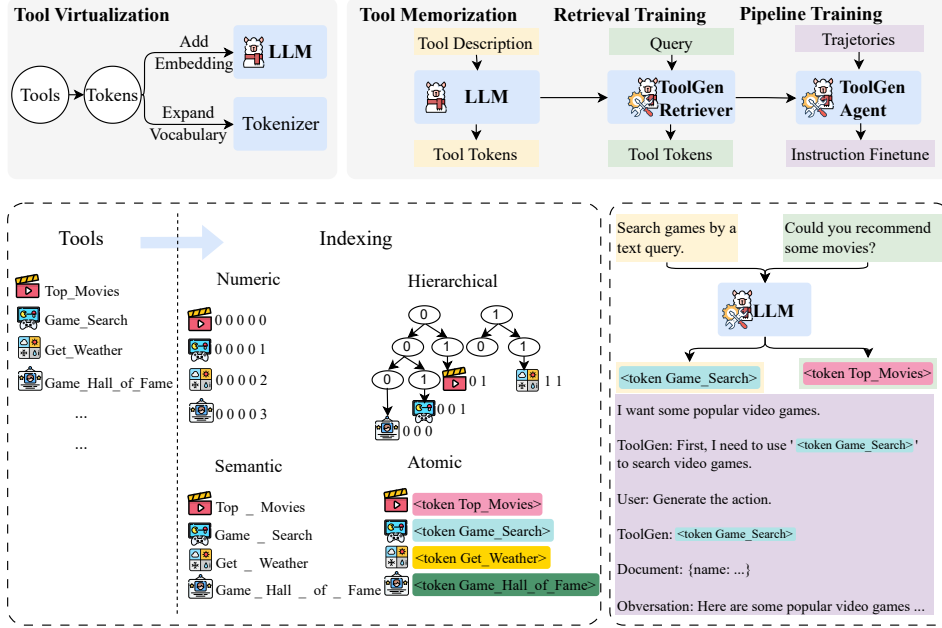 Tool Virtualization
Add
Embedding
LLM
Tools
Tokens
Expand
Vocabulary
Tokenizer
Tool Memorization
Retrieval Training
Pipeline Training
Tool Description
Query
Trajetories
LLM
ToolGen
Retriever
ToolGen
Agent
Tool Tokens
Tool Tokens
Instruction Finetune
Tools
Indexing
Top_Movies
Game_Search
Get_Weather
Game_Hall_of_Fame
...
...
Numeric
0 0 0 0 0
0 0 0 0 1
0 0 0 0 2
0 0 0 0 3
Hierarchical
0 1
0 1 0 1
0 1 0 1 1 1
0 0 1
0 0 0
Semantic
Top _ Movies
Game _ Search
Get _ Weather
Game _ Hall _ of _ Fame
Atomic
<token Top_Movies>
<token Game_Search>
<token Get_Weather>
<token Game_Hall_of_Fame>
Search games by a
text query.
Could you recommend
some movies?
LLM
<token Game_Search>
<token Top_Movies>
I want some popular video games.
ToolGen: First, I need to use ' <token Game_Search> '
to search video games.
User: Generate the action.
ToolGen: <token Game_Search>
Document: {name: ...}
Obversation: Here are some popular video games ...